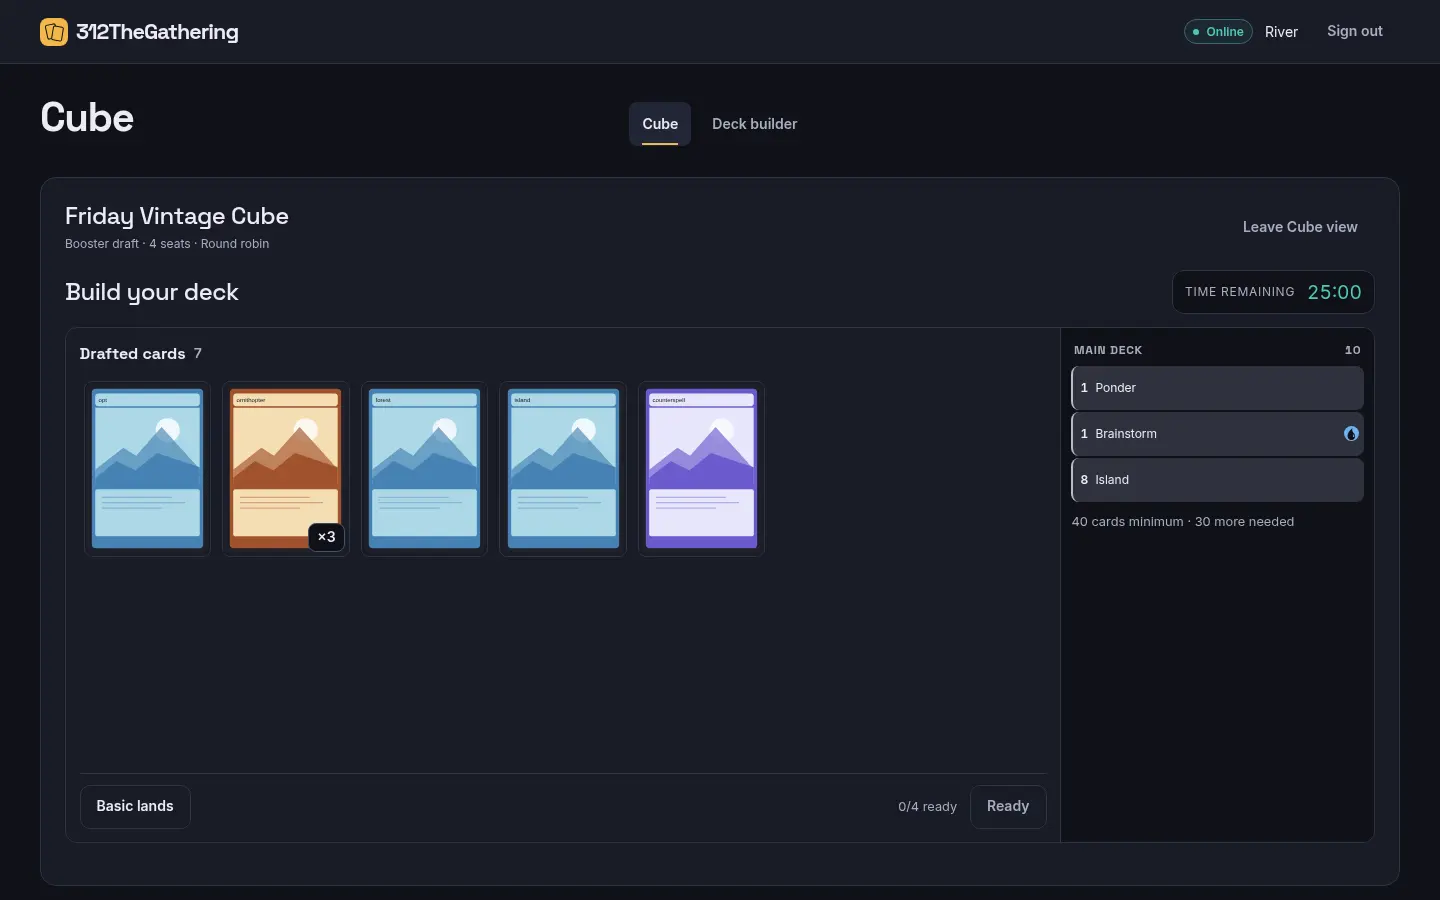 312TheGathering
Online
River
Sign out
Cube
Cube
Deck builder
Friday Vintage Cube
Booster draft · 4 seats · Round robin
Leave Cube view
Build your deck
TIME REMAINING 25:00
Drafted cards 7
opt
ornithopter
forest
island
counterspell
×3
MAIN DECK 10
1 Ponder
1 Brainstorm
8 Island
40 cards minimum · 30 more needed
Basic lands
0/4 ready
Ready